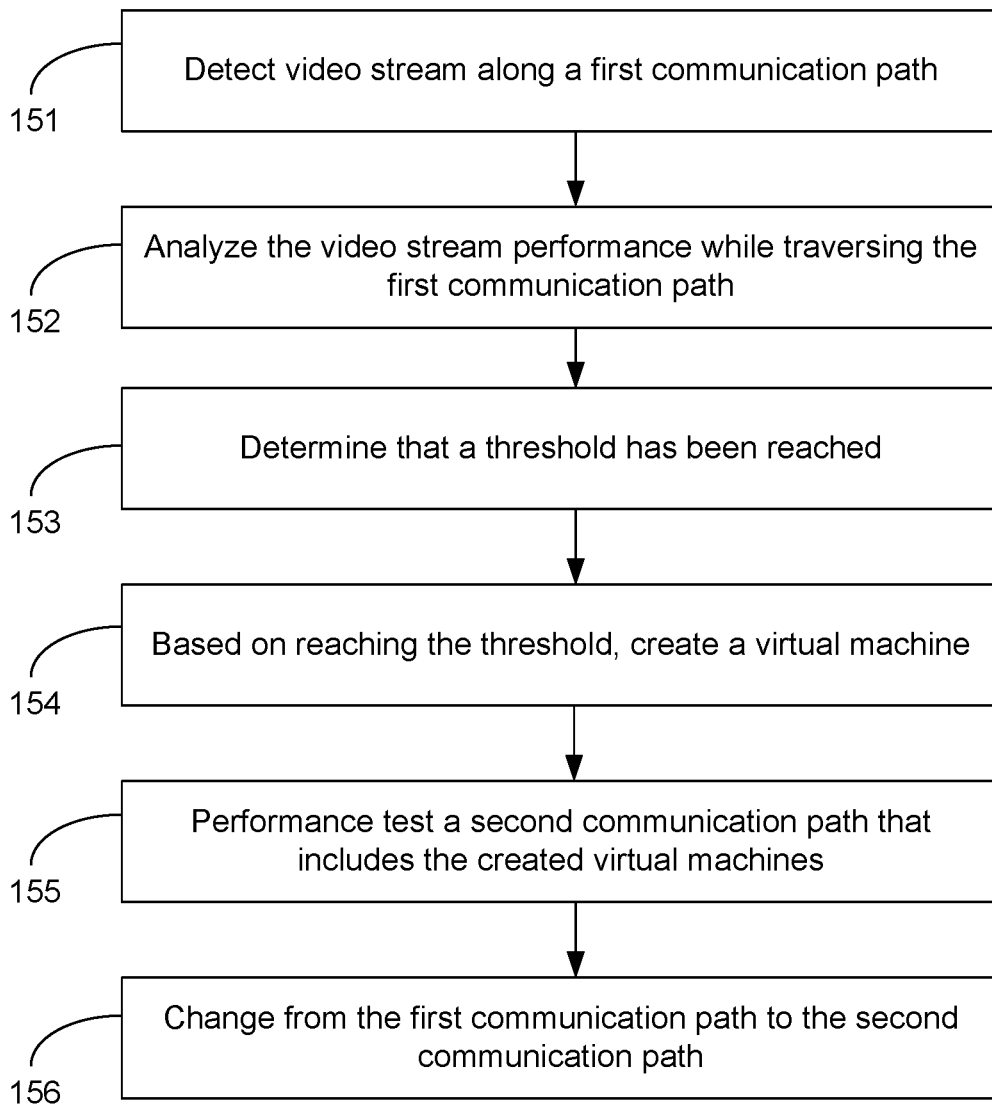 Detect video stream along a first communication path
151
Analyze the video stream performance while traversing the
first communication path
152
Determine that a threshold has been reached
153
Based on reaching the threshold, create a virtual machine
154
Performance test a second communication path that
includes the created virtual machines
155
Change from the first communication path to the second
communication path
156